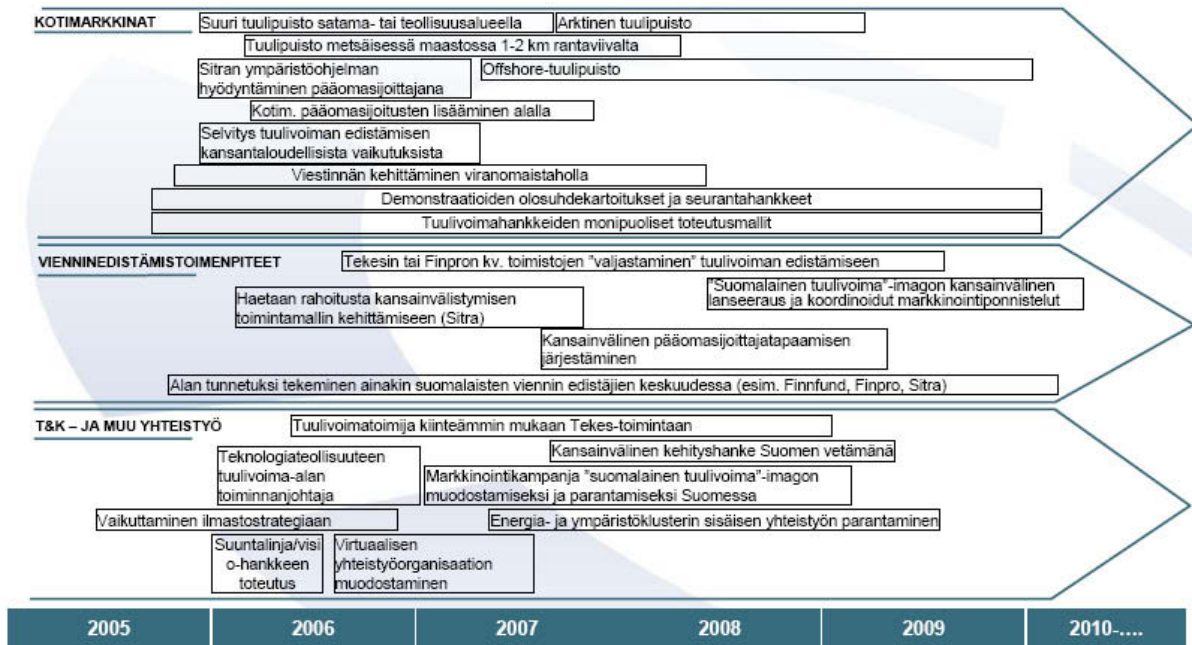 KOTIMARKKINAT
Suuri tuulipuisto satama- tai teollisuusalueella
Arktinen tuulipuisto
Tuulipuisto metsäisessä maastossa 1-2 km rantaviivalta
Sitran ympäristöohjelman
hyödyntäminen pääomasijoittajana
Offshore-tuulipuisto
Kotim. pääomasijoitusten lisääminen alalla
Selvitys tuulivoiman edistämisen
kansantaloudellisista vaikutuksista
Viestinnän kehittäminen viranomaistaholla
Demonstraatioiden olosuhdekartoitukset ja seurantahankkeet
Tuulivoimahankkeiden monipuoliset toteutusmallit
VIENNINEDISTÄMISTOIMENPITEET
Tekesin tai Finpron kv. toimistojen "valjastaminen" tuulivoiman edistämiseen
"Suomalainen tuulivoima"-imagon kansainvälinen
lanseeraus ja koordinoidut markkinointiponnistelut
Haetaan rahoitusta kansainvälistymisen
toimintamallin kehittämiseen (Sitra)
Kansainvälinen pääomasijoittajatapaamisen
järjestäminen
Alan tunnetuksi tekeminen ainakin suomalaisten viennin edistäjien keskuudessa (esim. Finnfund, Finpro, Sitra)
T&K – JA MUU YHTEISTYÖ
Tuulivoimatoimija kiinteämmin mukaan Tekes-toimintaan
Kansainvälinen kehityshanke Suomen vetämänä
Teknologiateollisuuteen
tuulivoima-alan
toiminnanjohtaja
Markkinointikampanja "suomalainen tuulivoima"-imagon
muodostamiseksi ja parantamiseksi Suomessa
Vaikuttaminen ilmastostrategiaan
Energia- ja ympäristöklusterin sisäisen yhteistyön parantaminen
Suuntalinja/visi
o-hankkeen
toteutus
Virtuaalisen
yhteistyöorganisaation
muodostaminen
2005 2006 2007 2008 2009 2010-....